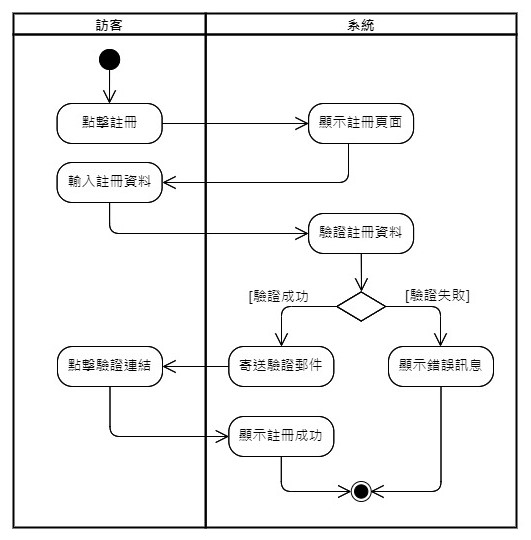 訪客
系統
點擊註冊
顯示註冊頁面
輸入註冊資料
驗證註冊資料
[驗證成功
[驗證失敗]
點擊驗證連結
寄送驗證郵件
顯示錯誤訊息
顯示註冊成功